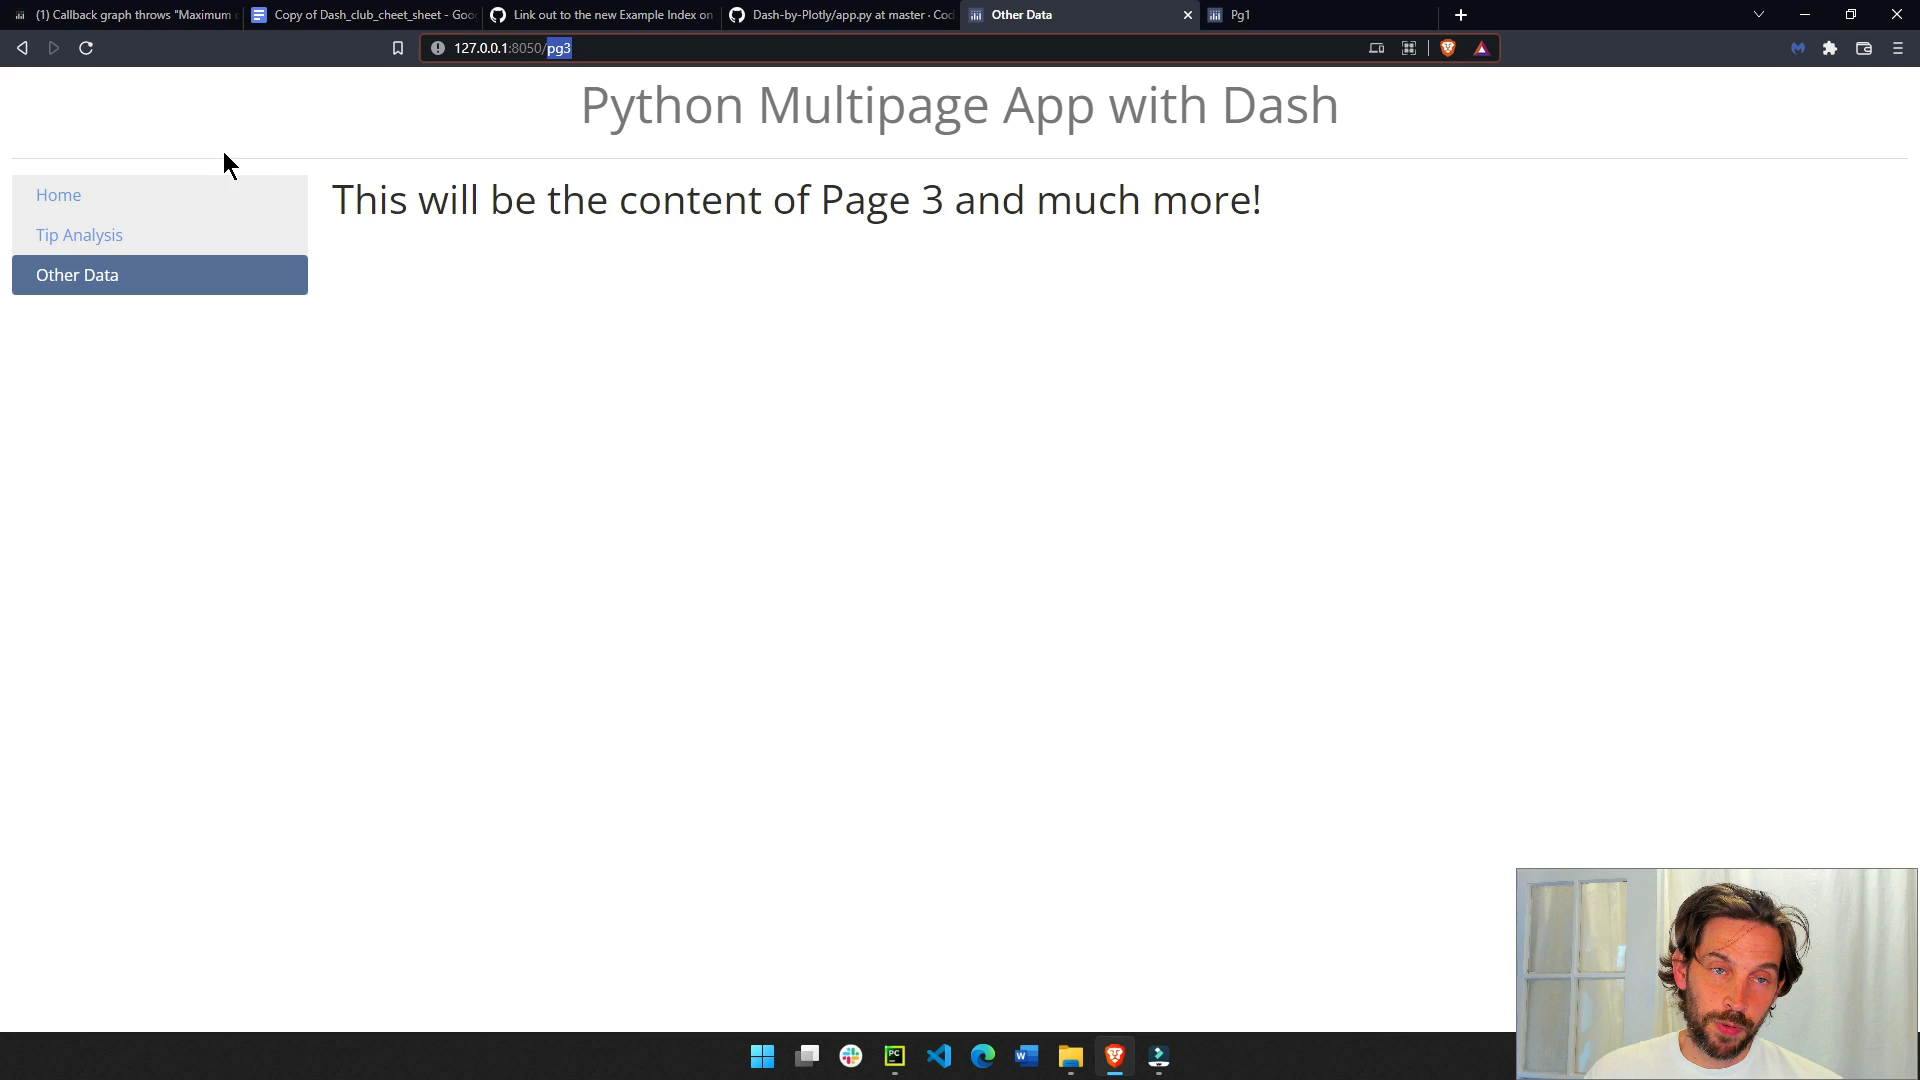 (1) Callback graph throws "Maximum
Copy of Dash_club_cheet_sheet - Goo
Link out to the new Example Index on
Dash-by-Plotly/app.py at master · Cod
Other Data
Pg1
127.0.0.1:8050/pg3
Python Multipage App with Dash
Home
Tip Analysis
Other Data
This will be the content of Page 3 and much more!
PC
W